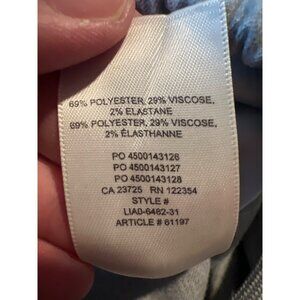 69% POLYESTER, 29% VISCOSE,
2% ELASTANE
69% POLYESTER, 29% VISCOSE,
2% ÉLASTHANNE
PO 4500143126
PO 4500143127
PO 4500143128
CA 23725 RN 122354
STYLE #
LIA0-6462-31
ARTICLE # 61197